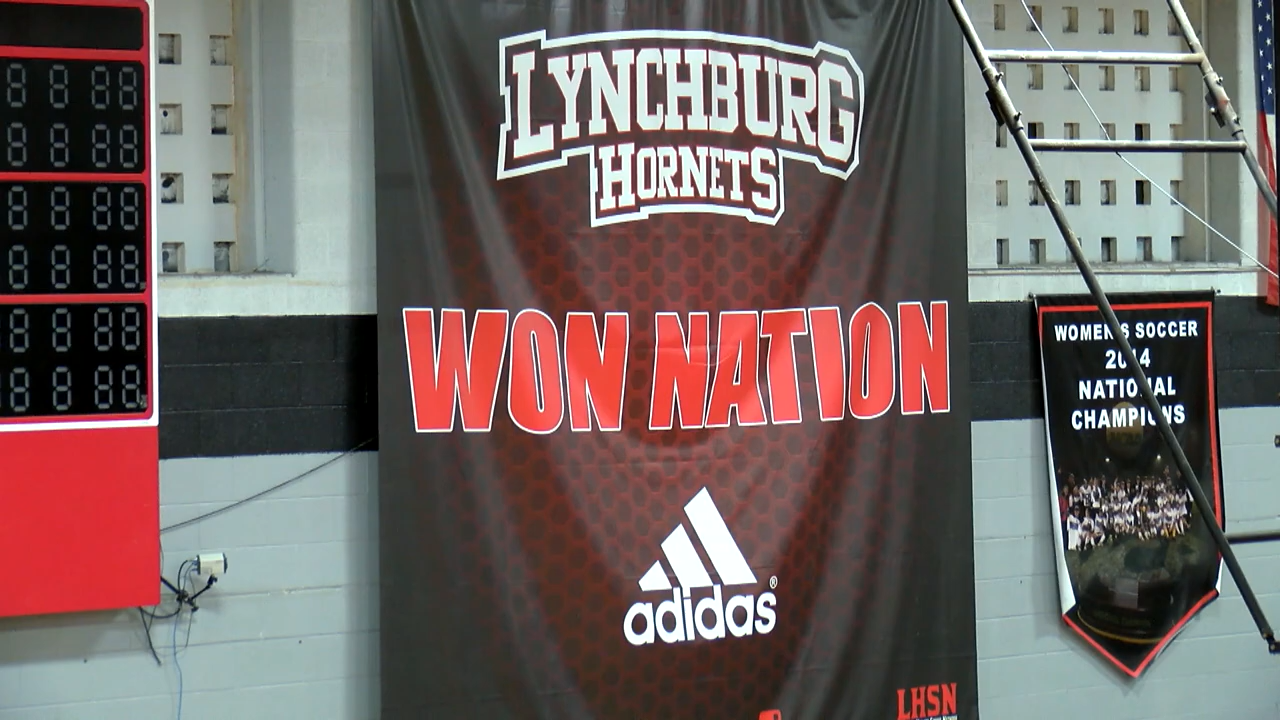 LYNCHBURG
HORNETS
WON NATION
adidas®
LHSN
WOMEN'S SOCCER
2014
NATIONAL
CHAMPIONS